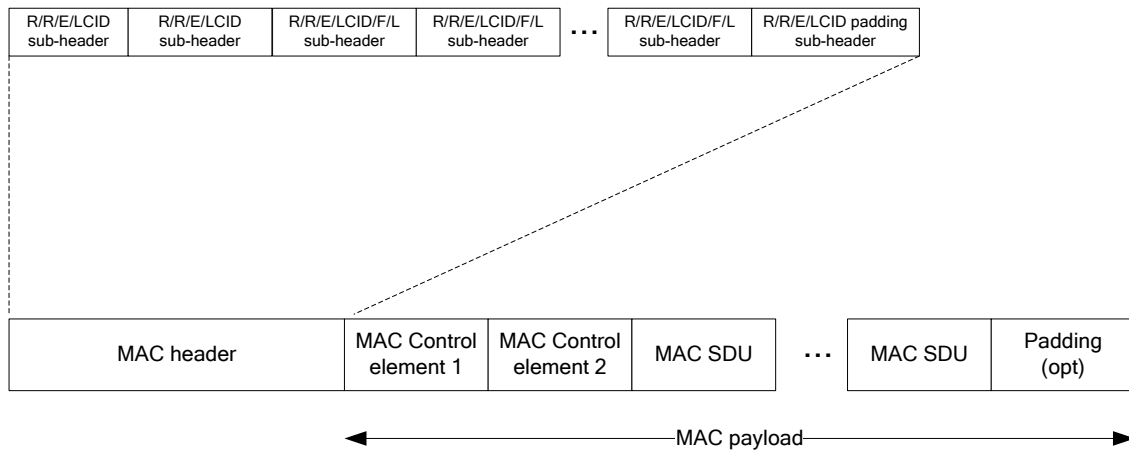 R/R/E/LCID
sub-header
R/R/E/LCID
sub-header
R/R/E/LCID/F/L
sub-header
R/R/E/LCID/F/L
sub-header
...
R/R/E/LCID/F/L
sub-header
R/R/E/LCID padding
sub-header
MAC header
MAC Control
element 1
MAC Control
element 2
MAC SDU
...
MAC SDU
Padding
(opt)
MAC payload